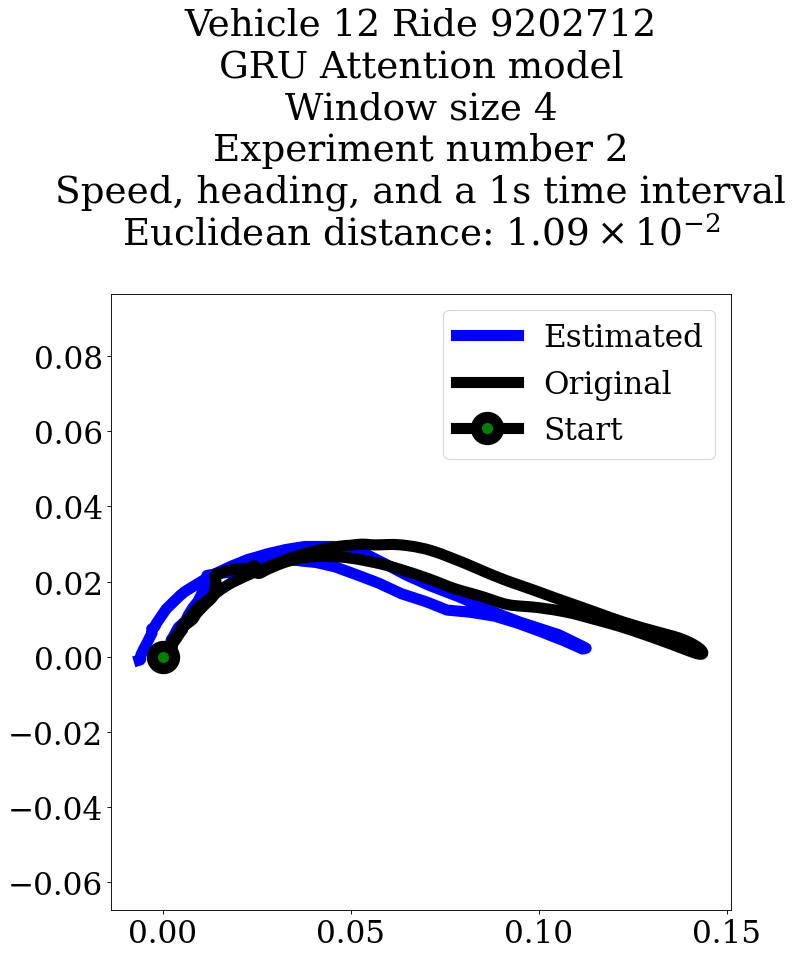 Vehicle 12 Ride 9202712
GRU Attention model
Window size 4
Experiment number 2
Speed, heading, and a 1s time interval
Euclidean distance: 1.09 × 10⁻²
Estimated
Original
Start
0.08
0.06
0.04
0.02
0.00
−0.02
−0.04
−0.06
0.00 0.05 0.10 0.15